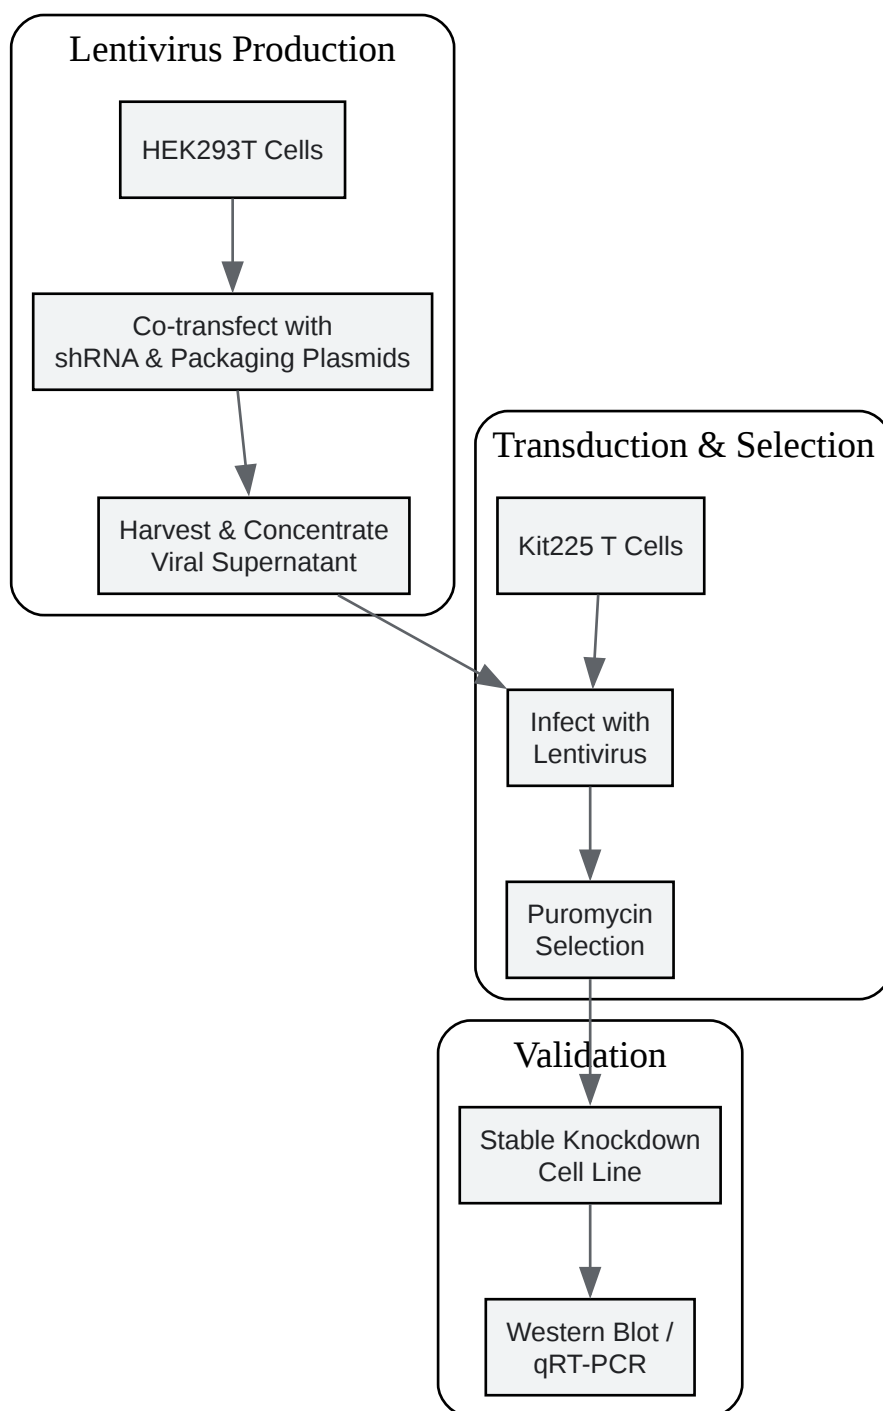 Lentivirus Production
HEK293T Cells
Co-transfect with
shRNA & Packaging Plasmids
Harvest & Concentrate
Viral Supernatant
Transduction & Selection
Kit225 T Cells
Infect with
Lentivirus
Puromycin
Selection
Validation
Stable Knockdown
Cell Line
Western Blot /
qRT-PCR